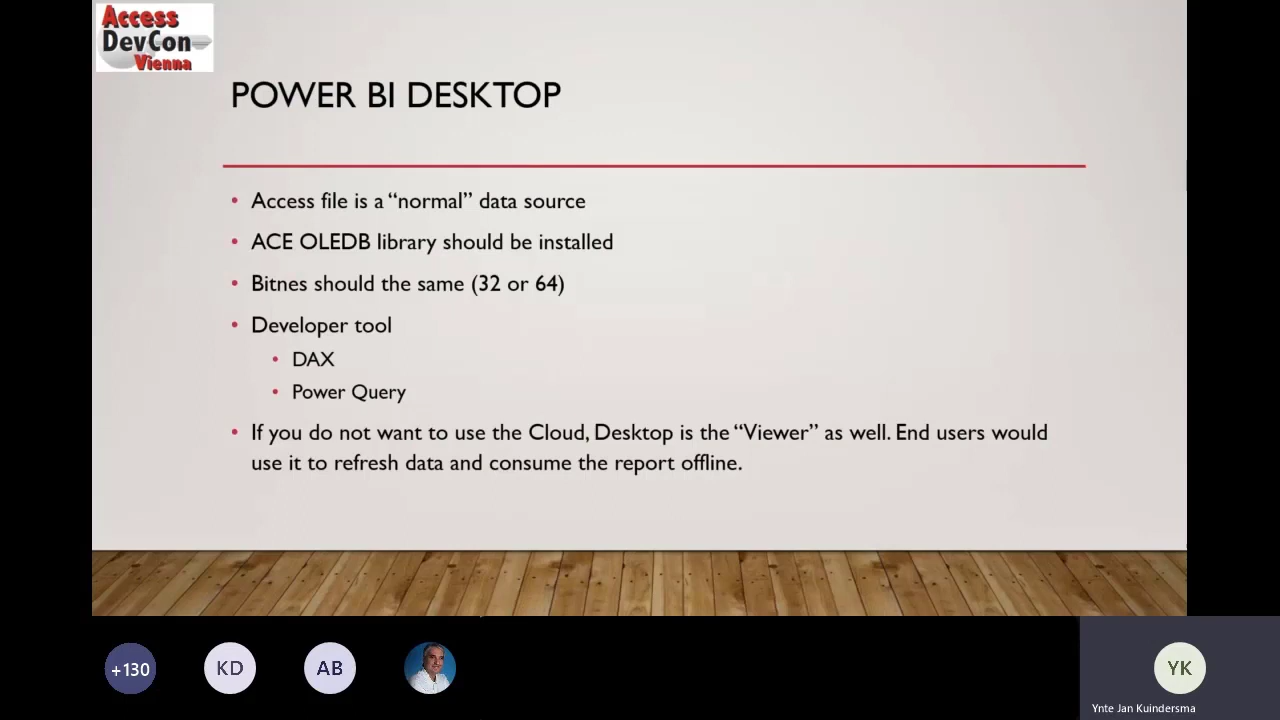 Access
DevCon
Vienna
POWER BI DESKTOP
• Access file is a “normal” data source
• ACE OLEDB library should be installed
• Bitnes should the same (32 or 64)
• Developer tool
• DAX
• Power Query
• If you do not want to use the Cloud, Desktop is the “Viewer” as well. End users would
use it to refresh data and consume the report offline.
+130
KD
AB
YK
Ynte Jan Kuindersma